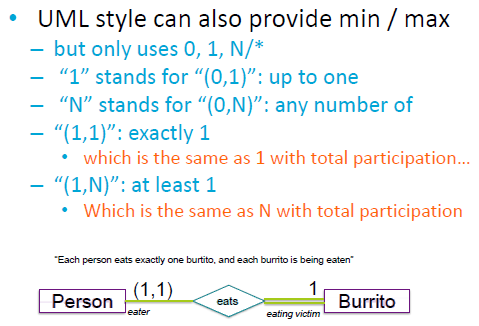 • UML style can also provide min / max
– but only uses 0, 1, N/*
– “1” stands for “(0,1)”: up to one
– “N” stands for “(0,N)”: any number of
– “(1,1)”: exactly 1
• which is the same as 1 with total participation…
– “(1,N)”: at least 1
• Which is the same as N with total participation
“Each person eats exactly one burtito, and each burrito is being eaten”
(1,1) 1
Person eats Burrito
eater eating victim